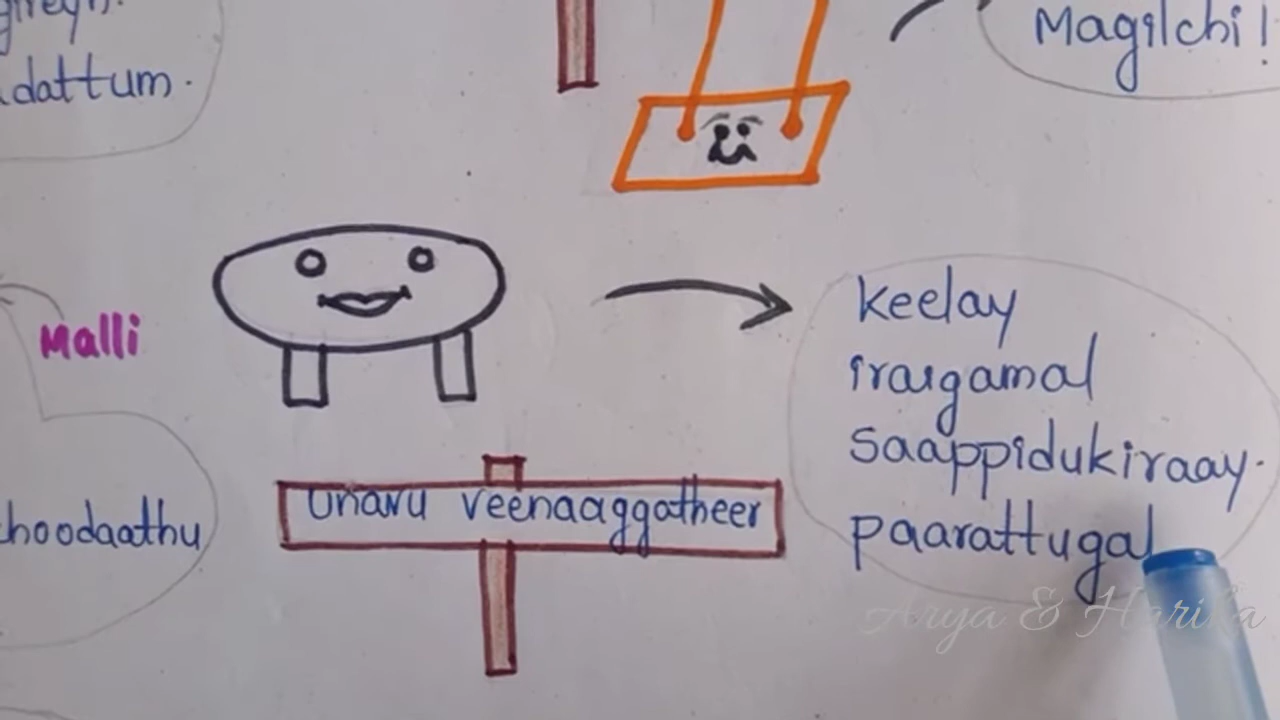 dattum.
Magilchi!
Malli
Keelay
iraigamal
Saappidukiraay.
Paarattugal
hoodaathu
Unavu Veenaaggatheer
Arya & Harika